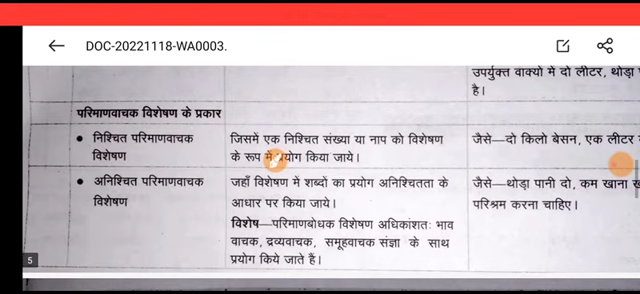 DOC-20221118-WA0003.
उपर्युक्त वाक्यो मे दो लीटर, थोड़ा
है।
परिमाणवाचक विशेषण के प्रकार
• निश्चित परिमाणवाचक
विशेषण
जिसमें एक निश्चित संख्या या नाप को विशेषण
के रूप में प्रयोग किया जाये।
जैसे—दो किलो बेसन, एक लीटर
• अनिश्चित परिमाणवाचक
विशेषण
जहाँ विशेषण में शब्दों का प्रयोग अनिश्चितता के
आधार पर किया जाये।
विशेष—परिमाणबोधक विशेषण अधिकांशतः भाव
वाचक, द्रव्यवाचक, समूहवाचक संज्ञा के साथ
प्रयोग किये जाते हैं।
जैसे—थोड़ा पानी दो, कम खाना
परिश्रम करना चाहिए।
5